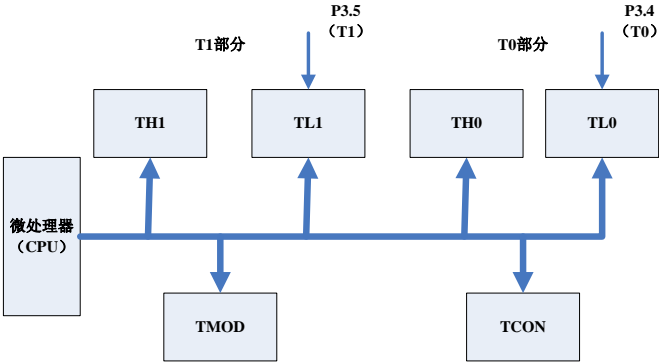 P3.5
（T1）
P3.4
（T0）
T1部分
T0部分
TH1
TL1
TH0
TL0
微处理器
（CPU）
TMOD
TCON